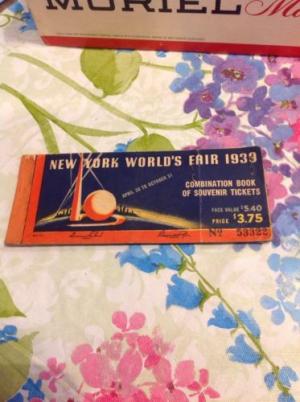 MURIEL
NEW YORK WORLD'S FAIR 1939
APRIL 30 TO OCTOBER 31
COMBINATION BOOK
OF SOUVENIR TICKETS
FACE VALUE $5.40
PRICE $3.75
Nº 53322